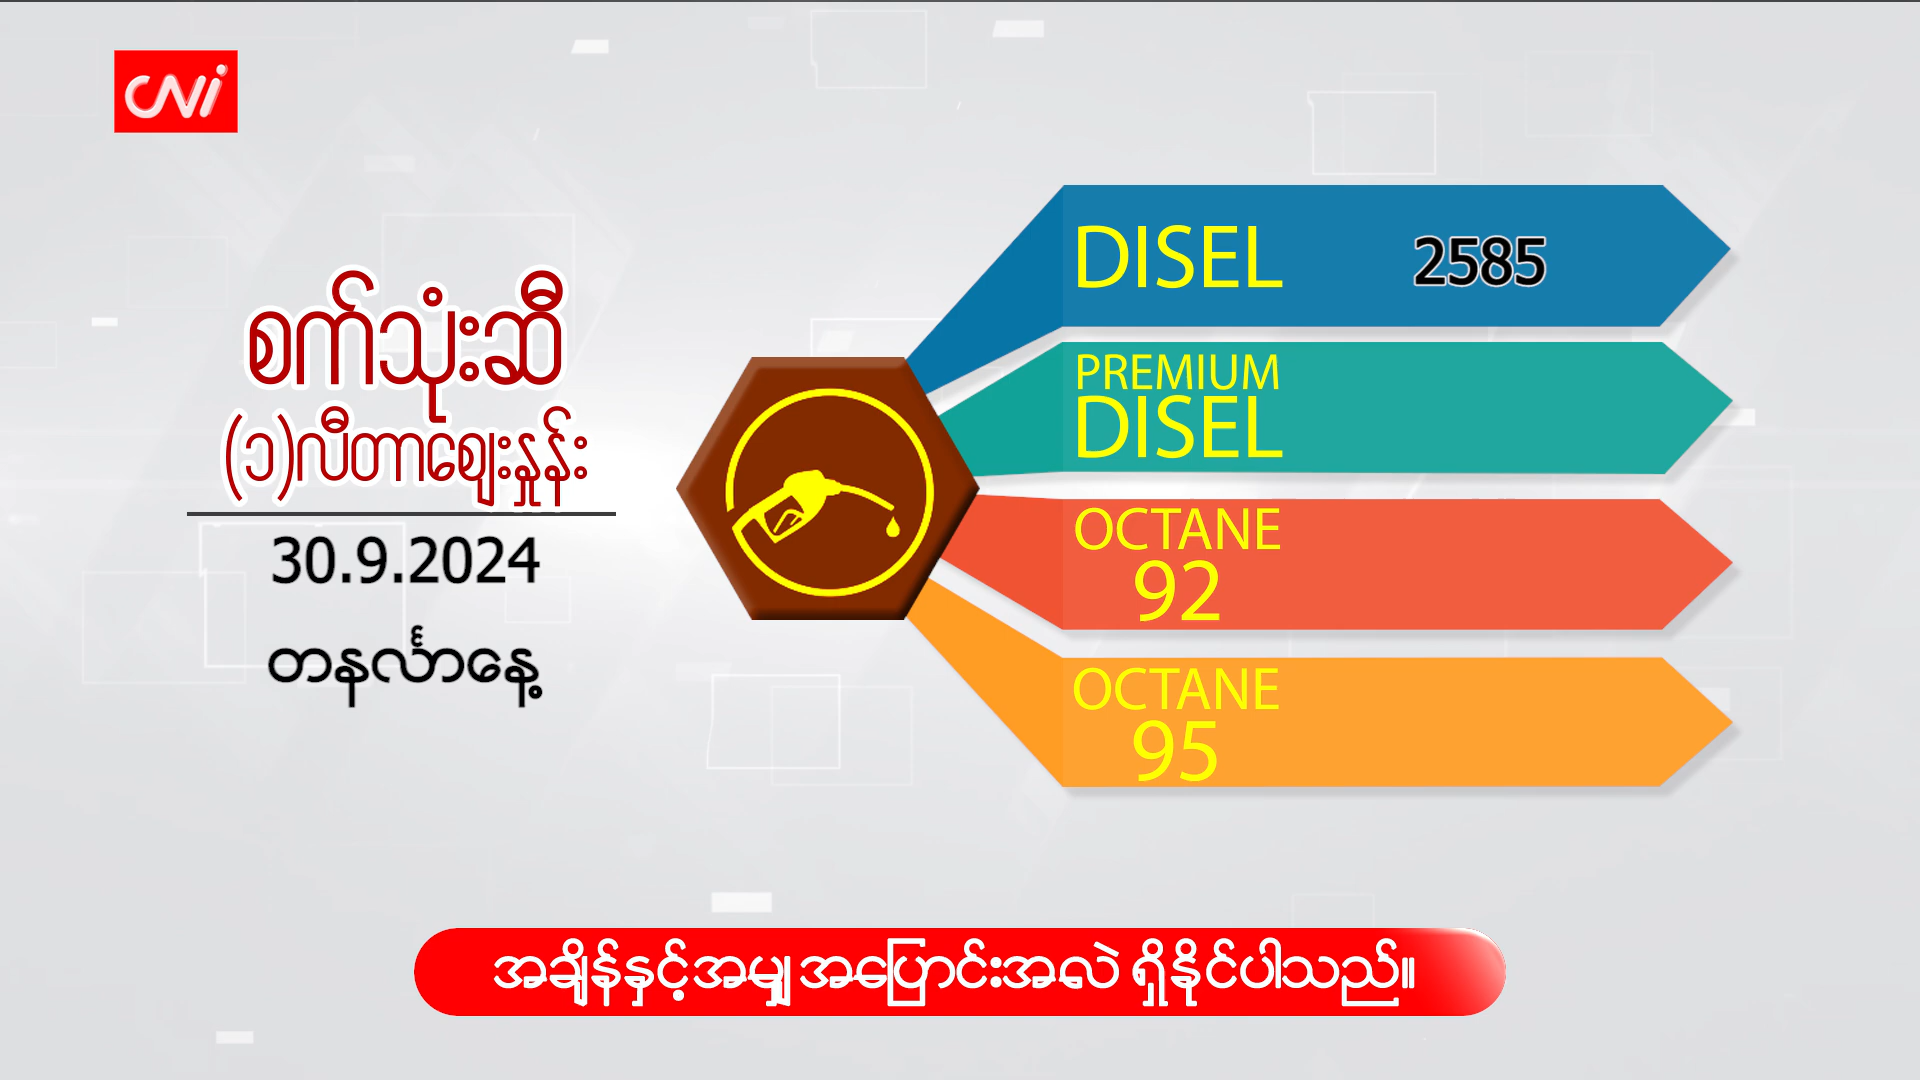 CNi
စက်သုံးဆီ
(၁)လီတာဈေးနှုန်း
30.9.2024
တနင်္လာနေ့
DISEL 2585
PREMIUM
DISEL
OCTANE
92
OCTANE
95
အချိန်နှင့်အမျှ အပြောင်းအလဲ ရှိနိုင်ပါသည်။